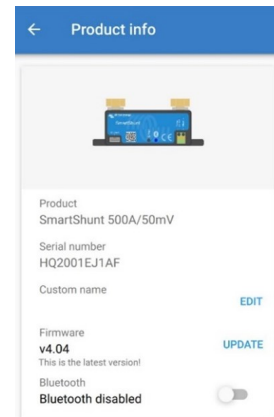 Product info
Product
SmartShunt 500A/50mV
Serial number
HQ2001EJ1AF
Custom name
EDIT
Firmware
v4.04
UPDATE
This is the latest version!
Bluetooth
Bluetooth disabled